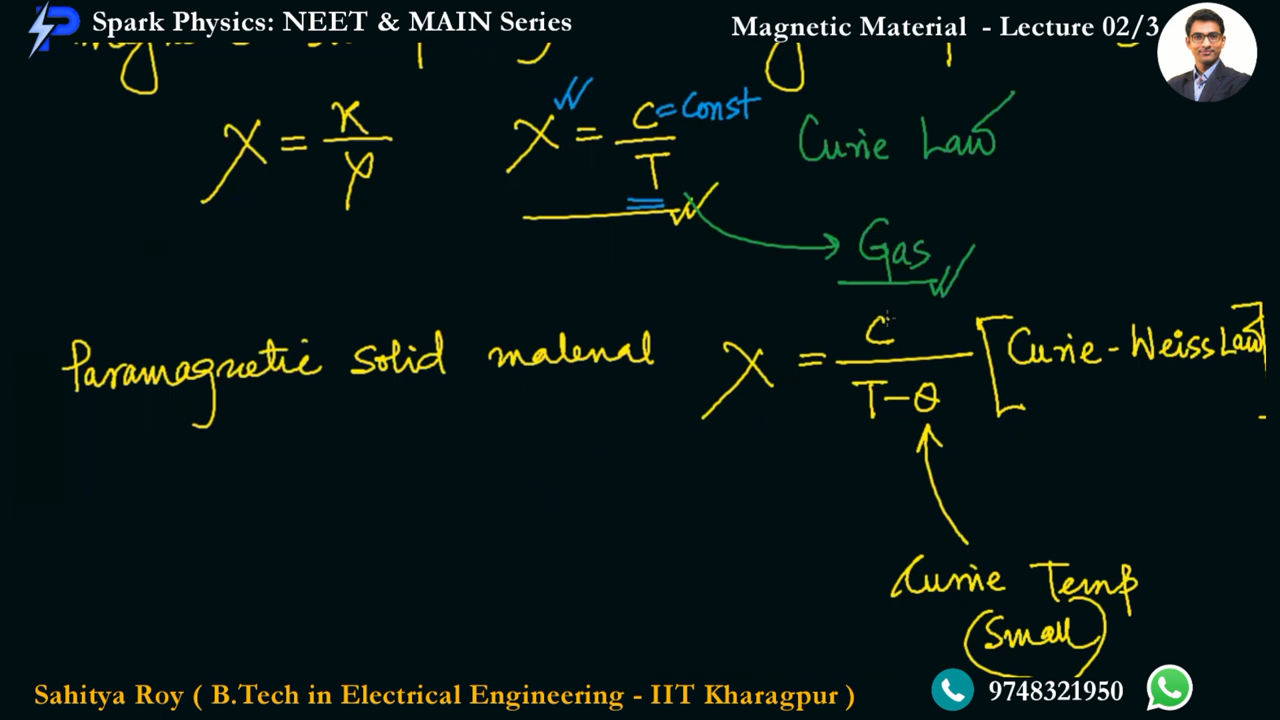 Spark Physics: NEET & MAIN Series
Magnetic Material - Lecture 02/3
χ = K/ρ
χ = C/T
C = Const
Curie Law
Gas
Paramagnetic solid material χ = C/T-θ [Curie-Weiss Law]
Curie Temp
(Small)
Sahitya Roy ( B.Tech in Electrical Engineering - IIT Kharagpur )
9748321950